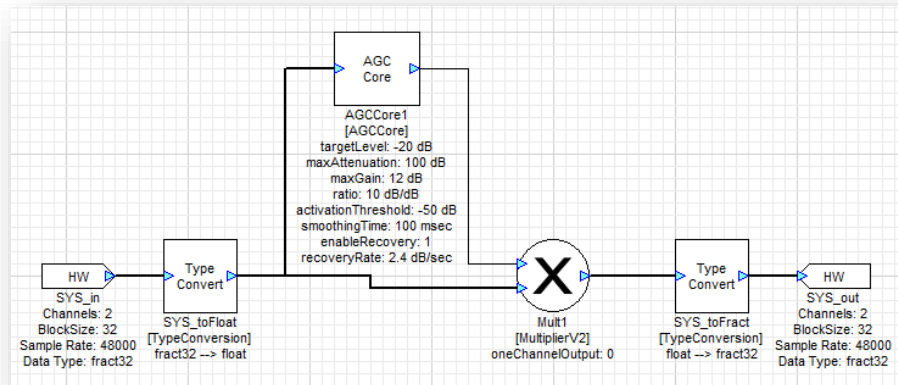 AGC
Core
AGCCore1
[AGCCore]
targetLevel: -20 dB
maxAttenuation: 100 dB
maxGain: 12 dB
ratio: 10 dB/dB
activationThreshold: -50 dB
smoothingTime: 100 msec
enableRecovery: 1
recoveryRate: 2.4 dB/sec
HW
SYS_in
Channels: 2
BlockSize: 32
Sample Rate: 48000
Data Type: fract32
Type
Convert
SYS_toFloat
[TypeConversion]
fract32 --> float
X
Mult1
[MultiplierV2]
oneChannelOutput: 0
Type
Convert
SYS_toFract
[TypeConversion]
float --> fract32
HW
SYS_out
Channels: 2
BlockSize: 32
Sample Rate: 48000
Data Type: fract32